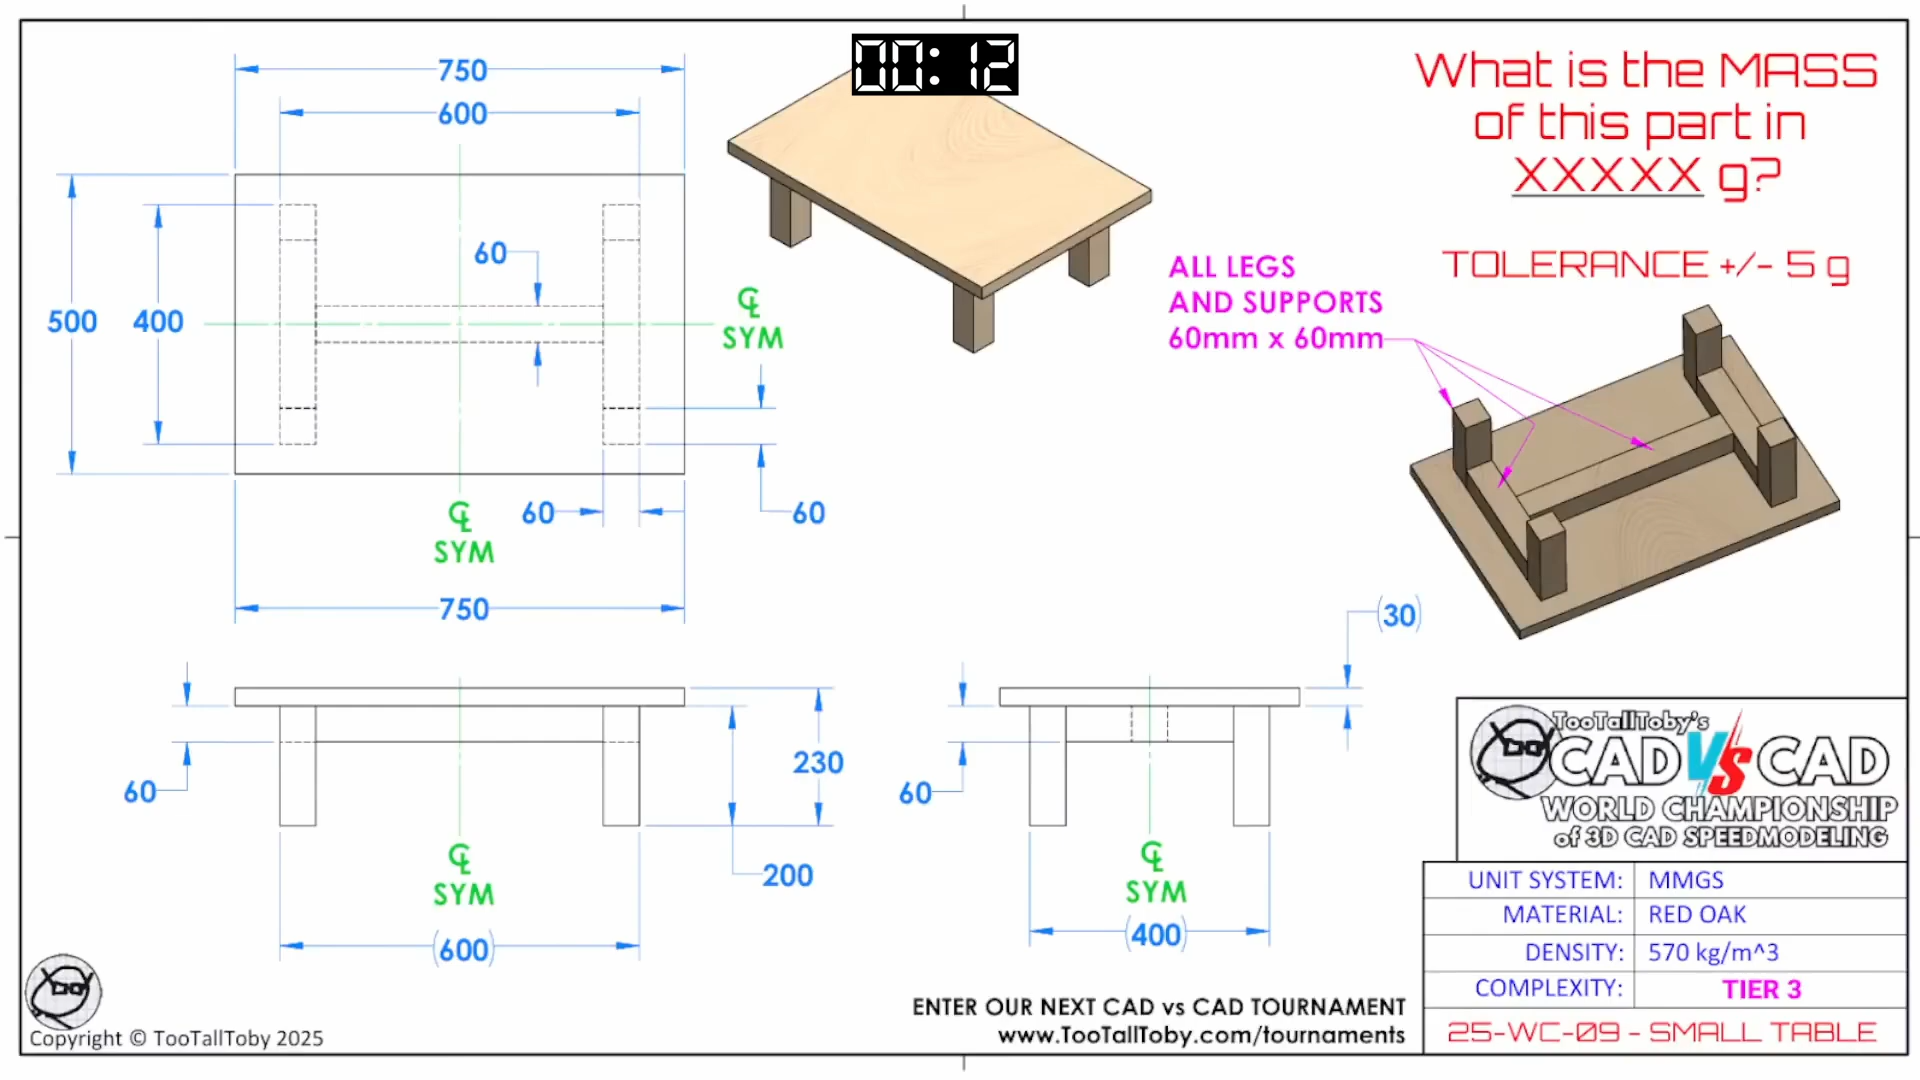 00:12
What is the MASS
of this part in
XXXXX g?
TOLERANCE +/- 5 g
750
600
60
500
400
℄
SYM
60
60
℄
SYM
750
ALL LEGS
AND SUPPORTS
60mm x 60mm
60
230
200
℄
SYM
(600)
(30)
60
℄
SYM
(400)
TooTallToby's
CAD VS CAD
WORLD CHAMPIONSHIP
of 3D CAD SPEEDMODELING
UNIT SYSTEM: MMGS
MATERIAL: RED OAK
DENSITY: 570 kg/m^3
COMPLEXITY: TIER 3
25-WC-09 - SMALL TABLE
ENTER OUR NEXT CAD vs CAD TOURNAMENT
www.TooTallToby.com/tournaments
Copyright © TooTallToby 2025